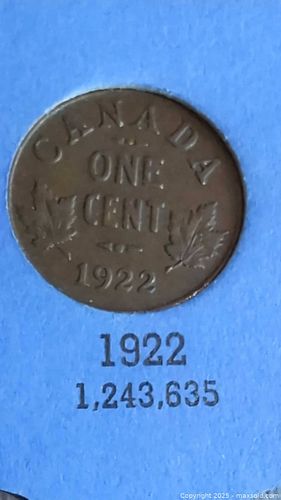 CANADA
ONE
CENT
1922
1922
1,243,635
Copyright 2025 - maxsold.com